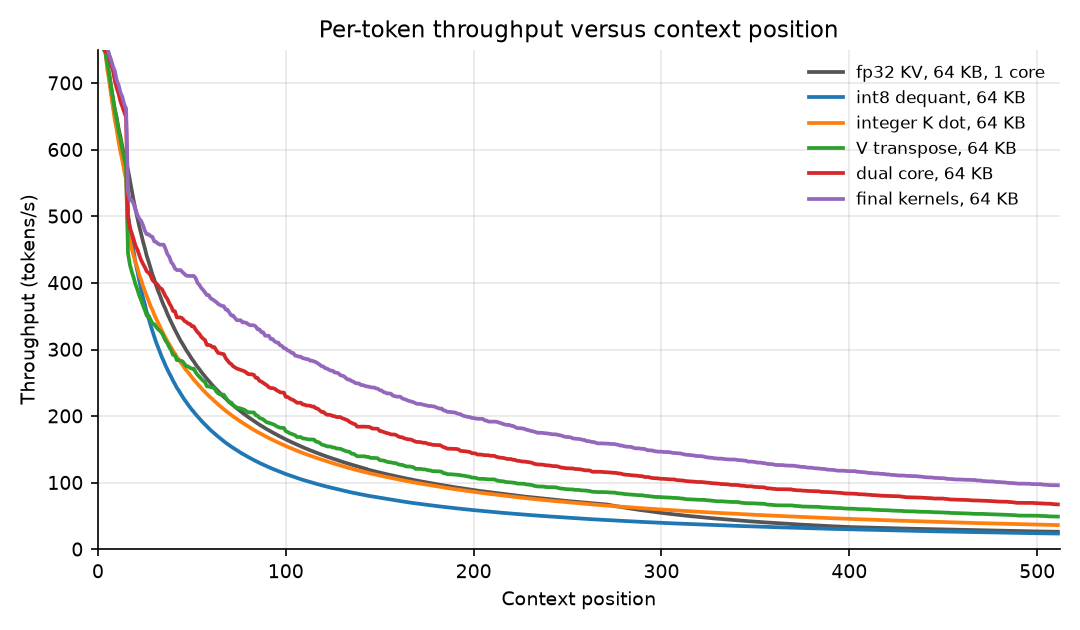 Per-token throughput versus context position
Throughput (tokens/s)
700
600
500
400
300
200
100
0
fp32 KV, 64 KB, 1 core
int8 dequant, 64 KB
integer K dot, 64 KB
V transpose, 64 KB
dual core, 64 KB
final kernels, 64 KB
0 100 200 300 400 500
Context position